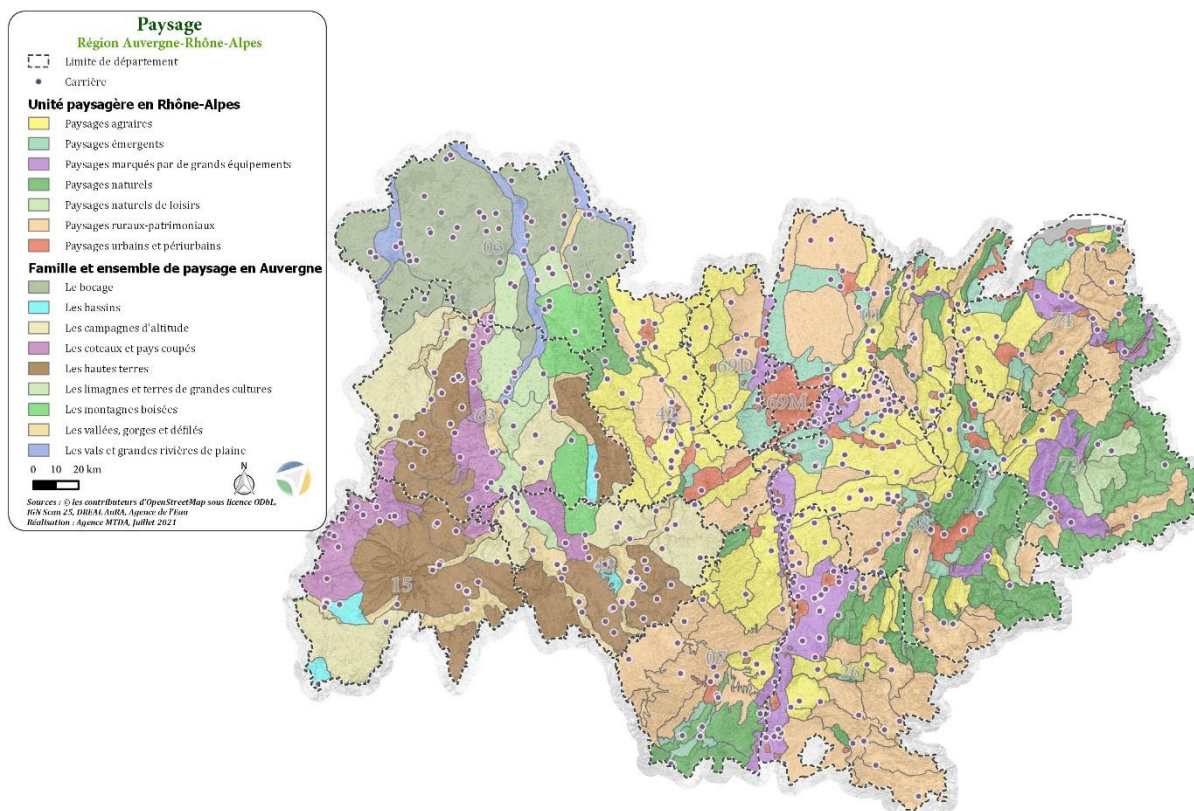 Paysage
Région Auvergne-Rhône-Alpes
Limite de département
Carrière
Unité paysagère en Rhône-Alpes
Paysages agraires
Paysages émergents
Paysages marqués par de grands équipements
Paysages naturels
Paysages naturels de loisirs
Paysages ruraux-patrimoniaux
Paysages urbains et périurbains
Famille et ensemble de paysage en Auvergne
Le bocage
Les bassins
Les campagnes d'altitude
Les coteaux et pays coupés
Les hautes terres
Les limagnes et terres de grandes cultures
Les montagnes boisées
Les vallées, gorges et défilés
Les vals et grandes rivières de plaine
0 10 20 km
N
Sources : © les contributeurs d'OpenStreetMap sous licence ODbL,
IGN Scan 25, DREAL AuRA, Agence de l'Eau
Réalisation : Agence MTDA, Juillet 2021
03
01
74
69D
69M
42
63
73
38
15
43
07
26